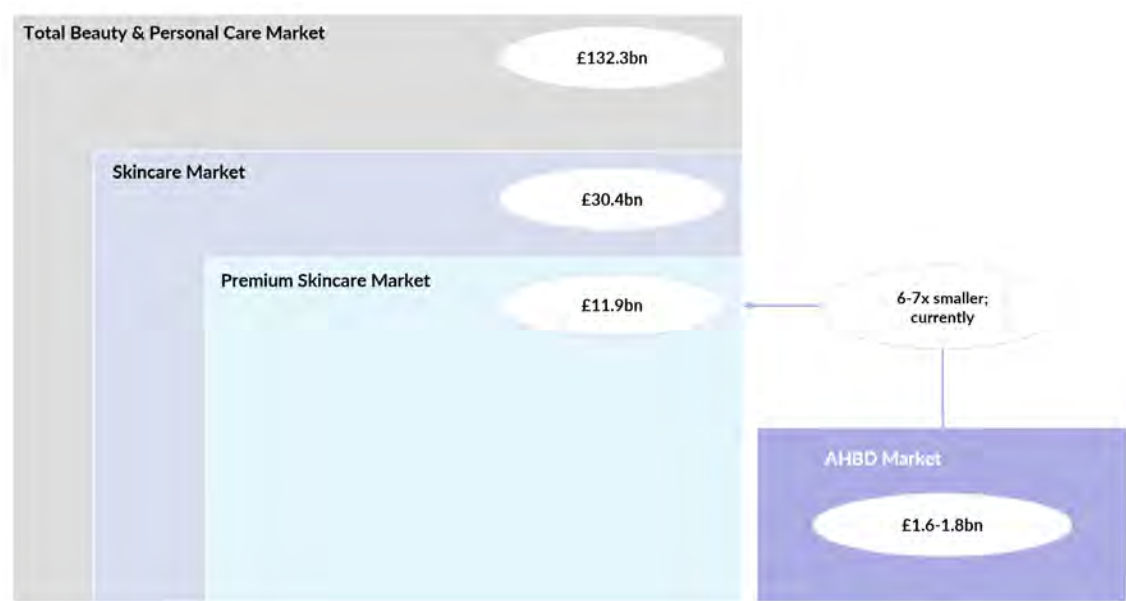 Total Beauty & Personal Care Market
£132.3bn
Skincare Market
£30.4bn
Premium Skincare Market
£11.9bn
6-7x smaller;
currently
AHBD Market
£1.6-1.8bn